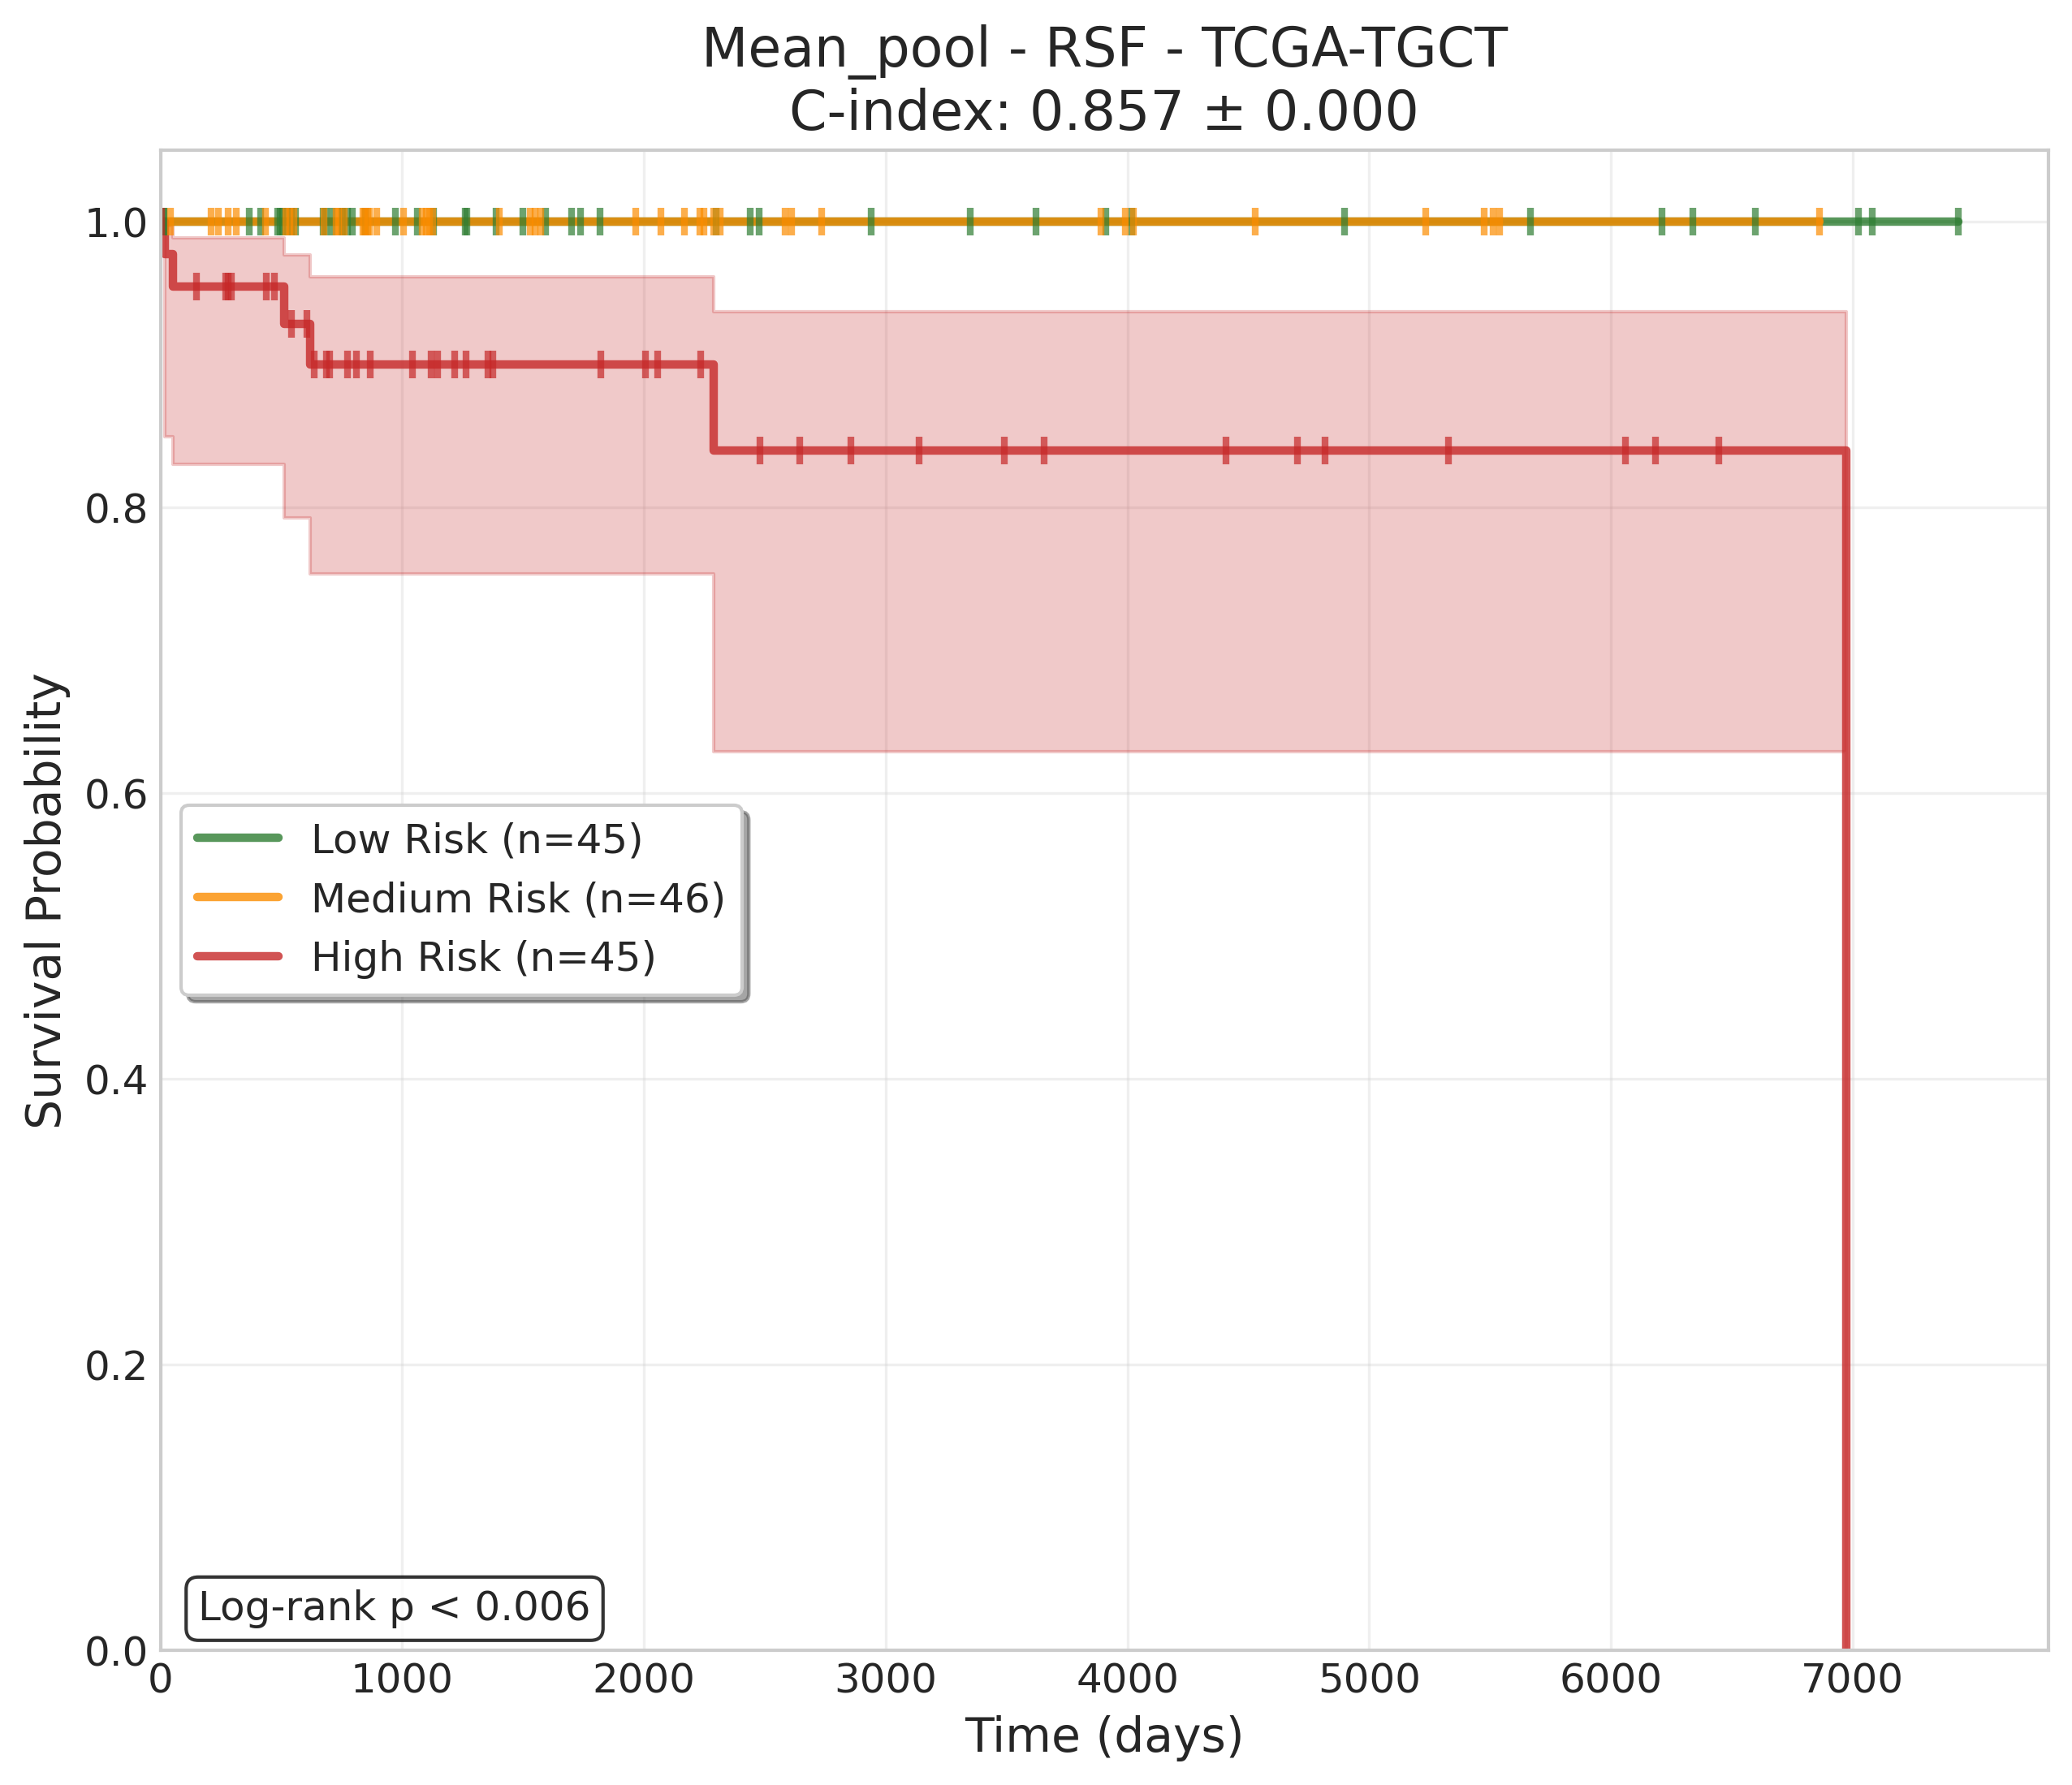 Mean_pool - RSF - TCGA-TGCT
C-index: 0.857 ± 0.000
Survival Probability
1.0
0.8
0.6
0.4
0.2
0.0
Low Risk (n=45)
Medium Risk (n=46)
High Risk (n=45)
Log-rank p < 0.006
0 1000 2000 3000 4000 5000 6000 7000
Time (days)